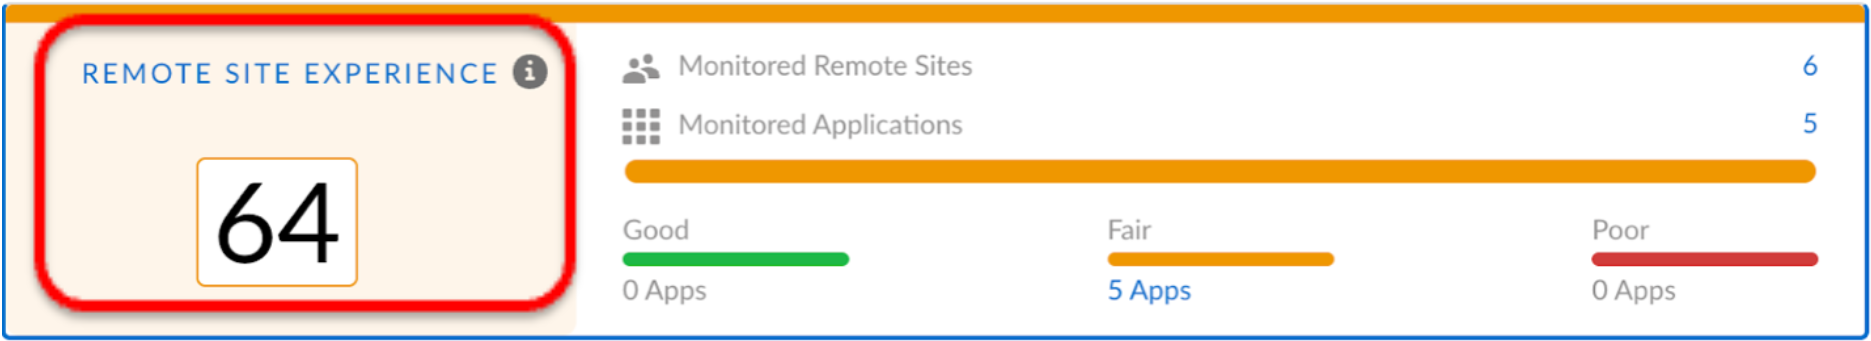 REMOTE SITE EXPERIENCE
64
Monitored Remote Sites 6
Monitored Applications 5
Good Fair Poor
0 Apps 5 Apps 0 Apps